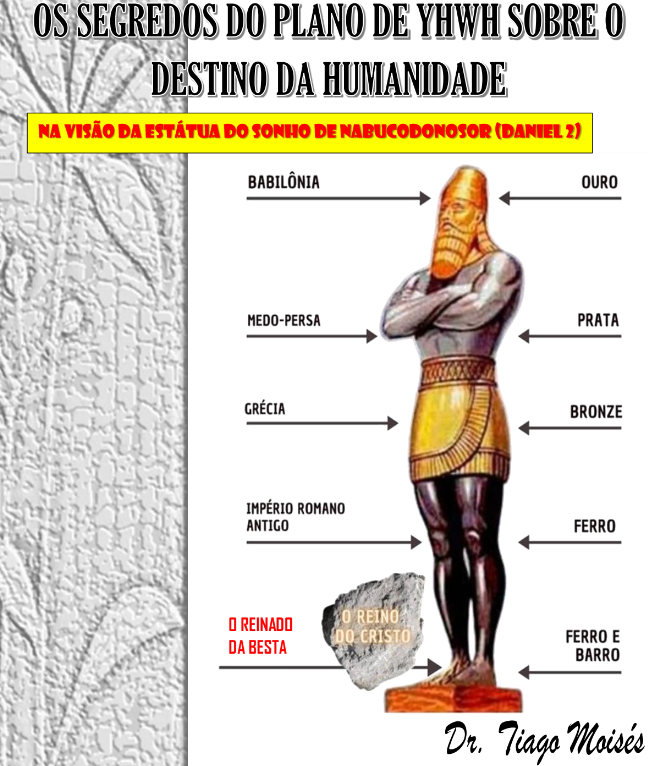 OS SEGREDOS DO PLANO DE YHWH SOBRE O
DESTINO DA HUMANIDADE
NA VISÃO DA ESTÁTUA DO SONHO DE NABUCODONOSOR (DANIEL 2)
BABILÔNIA
OURO
MEDO-PERSA
PRATA
GRÉCIA
BRONZE
IMPÉRIO ROMANO
ANTIGO
FERRO
O REINADO
DA BESTA
O REINO
DO CRISTO
FERRO E
BARRO
Dr. Tiago Moisés